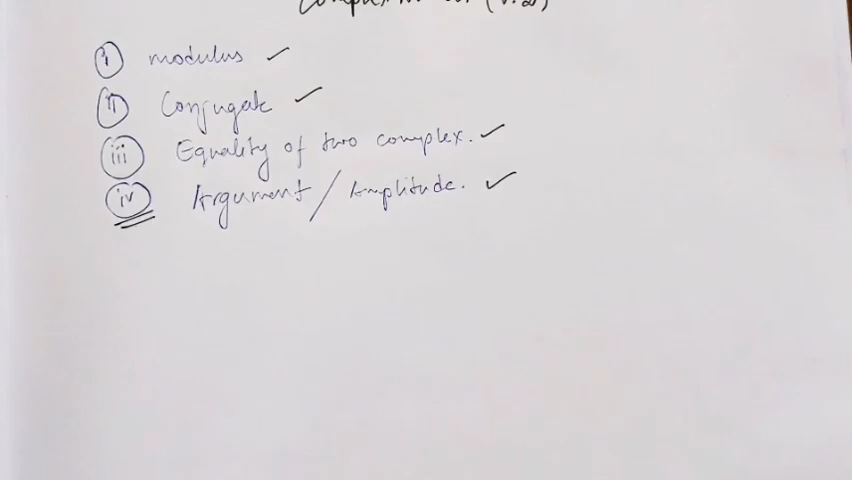 (i) modulus ✓
(ii) Conjugate ✓
(iii) Equality of two complex. ✓
(iv) Argument / Amplitude. ✓